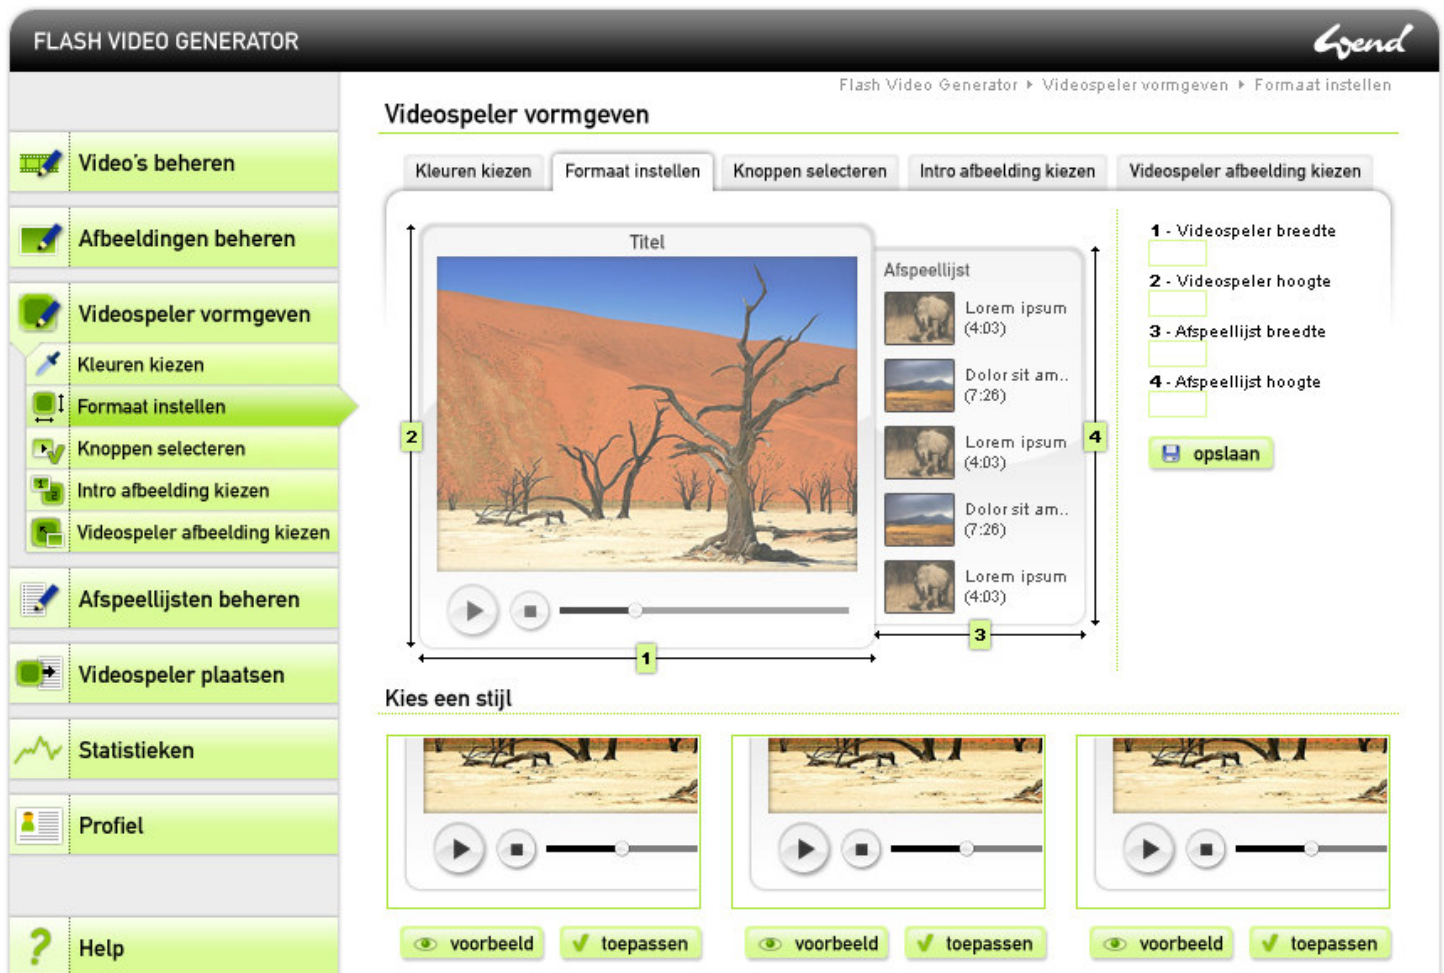 FLASH VIDEO GENERATOR
Wend
Flash Video Generator ▸ Videospeler vormgeven ▸ Formaat instellen
Videospeler vormgeven
Video's beheren
Afbeeldingen beheren
Videospeler vormgeven
Kleuren kiezen
Formaat instellen
Knoppen selecteren
Intro afbeelding kiezen
Videospeler afbeelding kiezen
Afspeellijsten beheren
Videospeler plaatsen
Statistieken
Profiel
Help
Kleuren kiezen
Formaat instellen
Knoppen selecteren
Intro afbeelding kiezen
Videospeler afbeelding kiezen
Titel
2
1
Afspeellijst
Lorem ipsum
(4:03)
Dolor sit am..
(7:26)
Lorem ipsum
(4:03)
Dolor sit am..
(7:26)
Lorem ipsum
(4:03)
4
3
1 - Videospeler breedte
2 - Videospeler hoogte
3 - Afspeellijst breedte
4 - Afspeellijst hoogte
opslaan
Kies een stijl
voorbeeld
toepassen
voorbeeld
toepassen
voorbeeld
toepassen